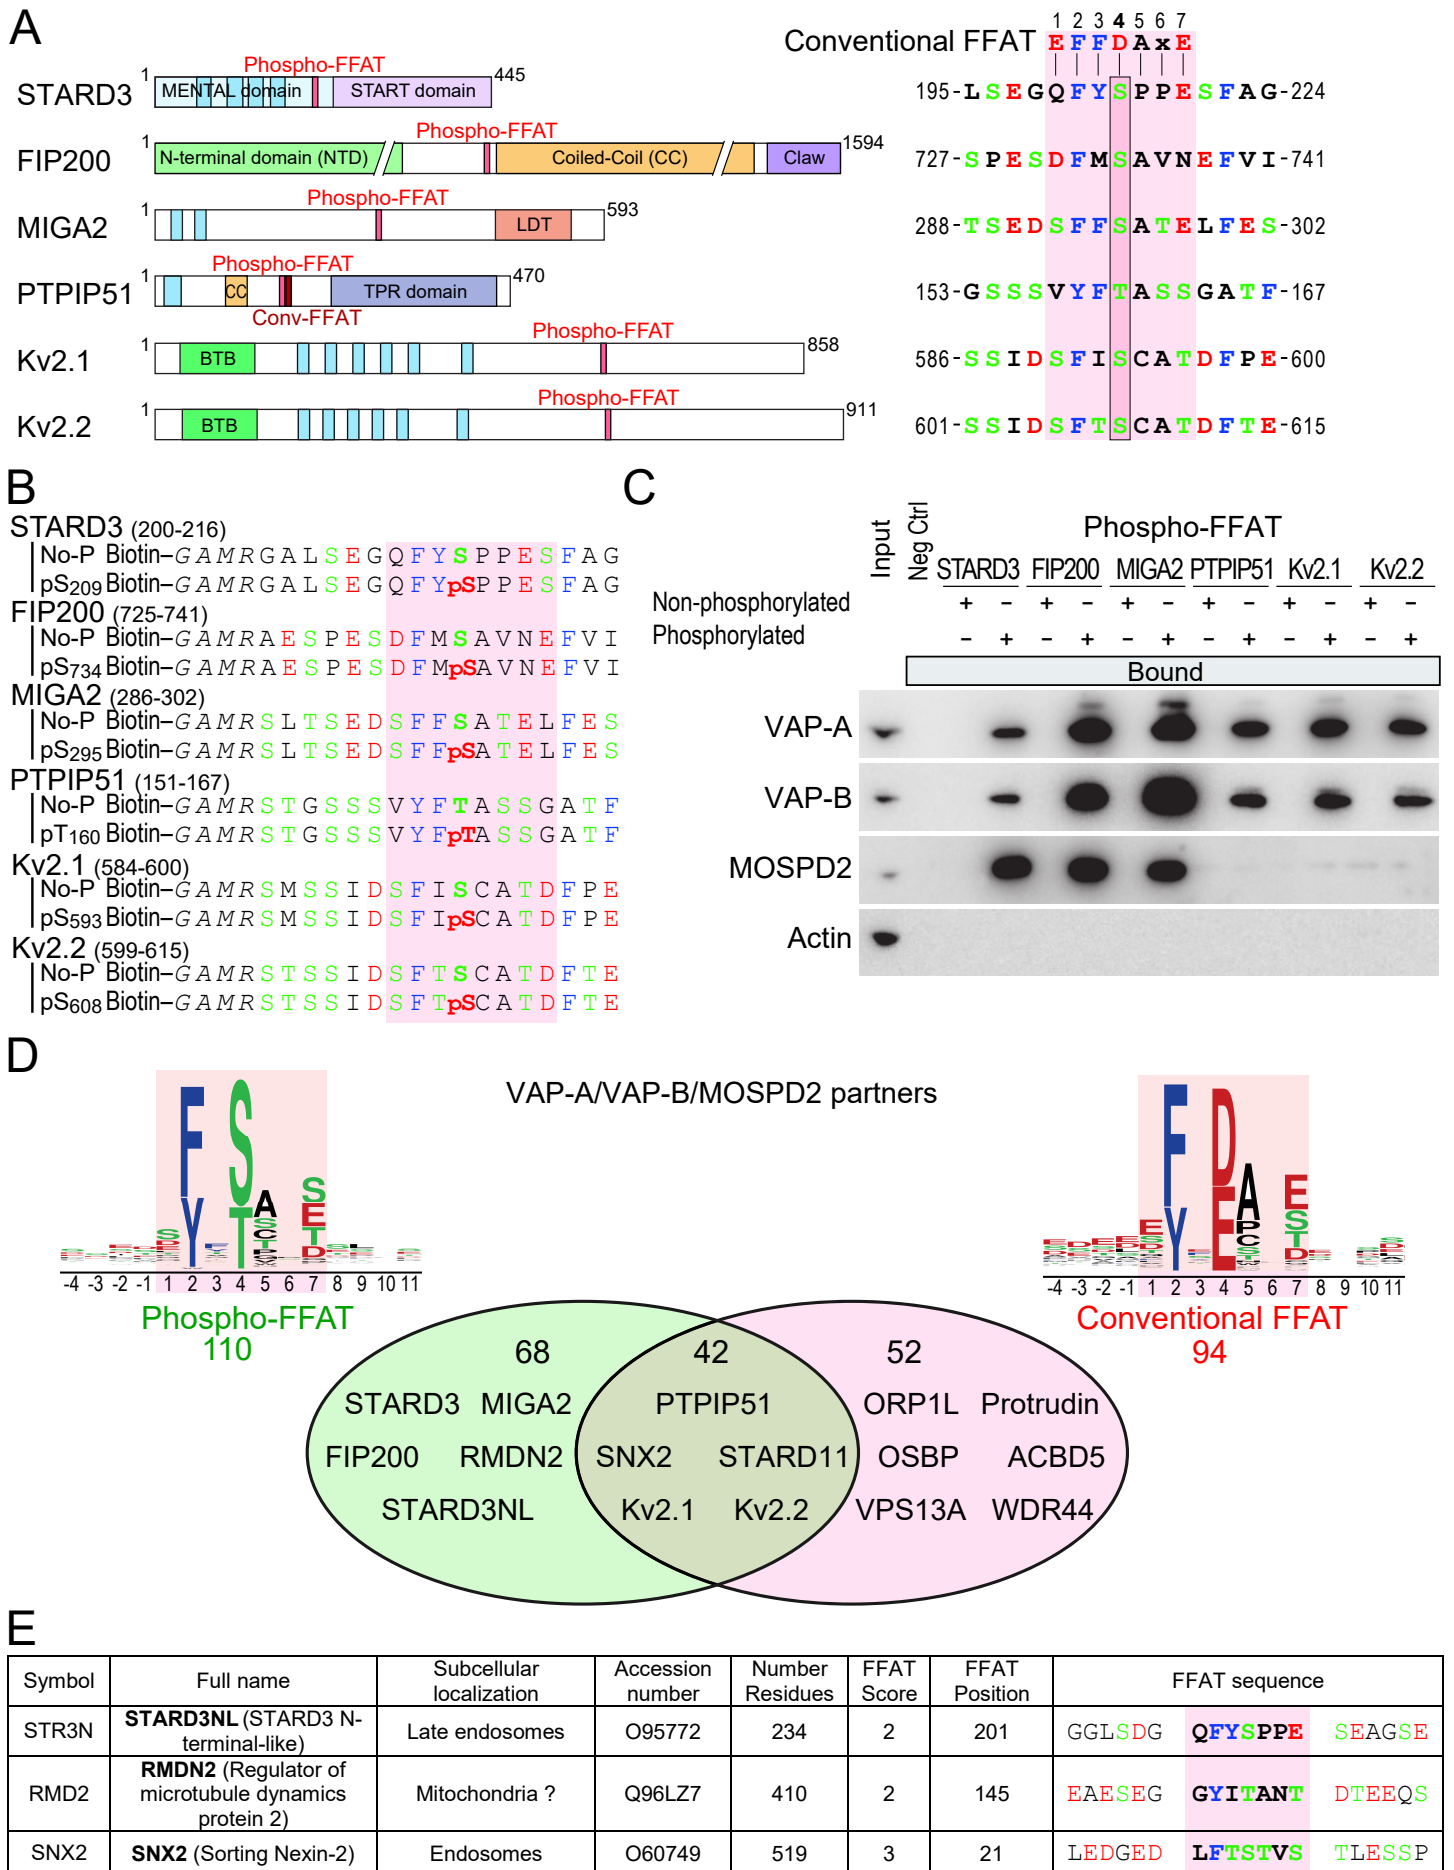 A
1 2 3 4 5 6 7
Conventional FFAT E F F D A x E
Phospho-FFAT
STARD3 1 MENTAL domain START domain 445
195-L S E G Q F Y S P P E S F A G-224
Phospho-FFAT
FIP200 1 N-terminal domain (NTD) Coiled-Coil (CC) Claw 1594
727-S P E S D F M S A V N E F V I-741
Phospho-FFAT
MIGA2 1 LDT 593
288-T S E D S F F S A T E L F E S-302
Phospho-FFAT
PTPIP51 1 CC TPR domain 470
153-G S S S V Y F T A S S G A T F-167
Conv-FFAT
Phospho-FFAT
Kv2.1 1 BTB 858
586-S S I D S F I S C A T D F P E-600
Phospho-FFAT
Kv2.2 1 BTB 911
601-S S I D S F T S C A T D F T E-615
B
STARD3 (200-216)
No-P Biotin–G A M R G A L S E G Q F Y S P P E S F A G
pS209 Biotin–G A M R G A L S E G Q F Y pS P P E S F A G
FIP200 (725-741)
No-P Biotin–G A M R A E S P E S D F M S A V N E F V I
pS734 Biotin–G A M R A E S P E S D F M pS A V N E F V I
MIGA2 (286-302)
No-P Biotin–G A M R S L T S E D S F F S A T E L F E S
pS295 Biotin–G A M R S L T S E D S F F pS A T E L F E S
PTPIP51 (151-167)
No-P Biotin–G A M R S T G S S S V Y F T A S S G A T F
pT160 Biotin–G A M R S T G S S S V Y F pT A S S G A T F
Kv2.1 (584-600)
No-P Biotin–G A M R S M S S I D S F I S C A T D F P E
pS593 Biotin–G A M R S M S S I D S F I pS C A T D F P E
Kv2.2 (599-615)
No-P Biotin–G A M R S T S S I D S F T S C A T D F T E
pS608 Biotin–G A M R S T S S I D S F T pS C A T D F T E
C
Input Neg Ctrl Phospho-FFAT
STARD3 FIP200 MIGA2 PTPIP51 Kv2.1 Kv2.2
Non-phosphorylated + − + − + − + − + − + −
Phosphorylated − + − + − + − + − + − +
Bound
VAP-A
VAP-B
MOSPD2
Actin
D
VAP-A/VAP-B/MOSPD2 partners
-4 -3 -2 -1 1 2 3 4 5 6 7 8 9 10 11
Phospho-FFAT
110
-4 -3 -2 -1 1 2 3 4 5 6 7 8 9 10 11
Conventional FFAT
94
68 42 52
STARD3 MIGA2 PTPIP51 ORP1L Protrudin
FIP200 RMDN2 SNX2 STARD11 OSBP ACBD5
STARD3NL Kv2.1 Kv2.2 VPS13A WDR44
E
Symbol Full name Subcellular localization Accession number Number Residues FFAT Score FFAT Position FFAT sequence
STR3N STARD3NL (STARD3 N-terminal-like) Late endosomes O95772 234 2 201 GGLSDG QFYSPPE SEAGSE
RMD2 RMDN2 (Regulator of microtubule dynamics protein 2) Mitochondria ? Q96LZ7 410 2 145 EAESEG GYITANT DTEEQS
SNX2 SNX2 (Sorting Nexin-2) Endosomes O60749 519 3 21 LEDGED LFTSTVS TLESSP